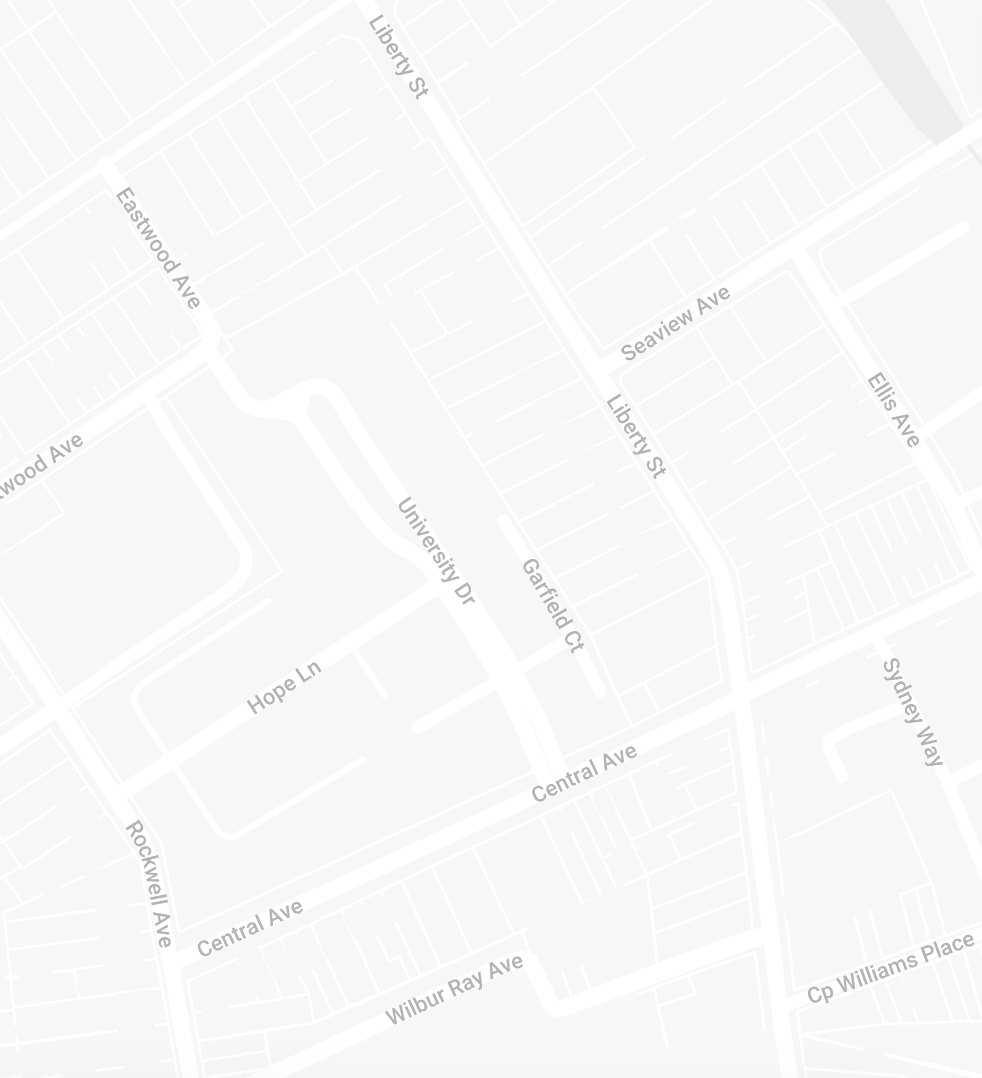 Liberty St
Eastwood Ave
Seaview Ave
Ellis Ave
Liberty St
twood Ave
University Dr
Garfield Ct
Hope Ln
Sydney Way
Central Ave
Rockwell Ave
Central Ave
Wilbur Ray Ave
Cp Williams Place